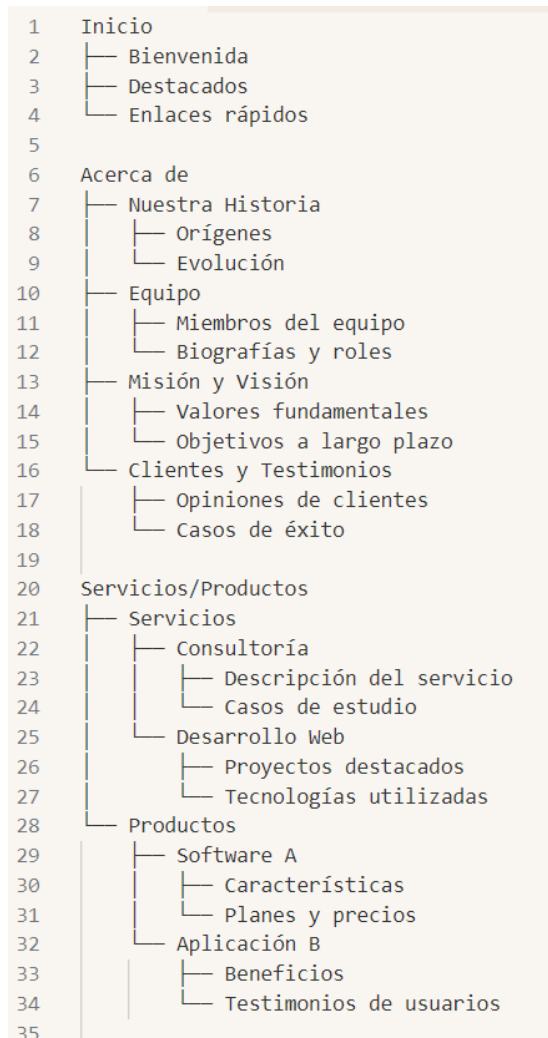 1 Inicio
2 ├── Bienvenida
3 ├── Destacados
4 └── Enlaces rápidos
5
6 Acerca de
7 ├── Nuestra Historia
8 │   ├── Orígenes
9 │   └── Evolución
10 ├── Equipo
11 │   ├── Miembros del equipo
12 │   └── Biografías y roles
13 ├── Misión y Visión
14 │   ├── Valores fundamentales
15 │   └── Objetivos a largo plazo
16 └── Clientes y Testimonios
17     ├── Opiniones de clientes
18     └── Casos de éxito
19
20 Servicios/Productos
21 ├── Servicios
22 │   ├── Consultoría
23 │   │   ├── Descripción del servicio
24 │   │   └── Casos de estudio
25 │   └── Desarrollo Web
26 │       ├── Proyectos destacados
27 │       └── Tecnologías utilizadas
28 └── Productos
29     ├── Software A
30     │   ├── Características
31     │   └── Planes y precios
32     └── Aplicación B
33         ├── Beneficios
34         └── Testimonios de usuarios
35